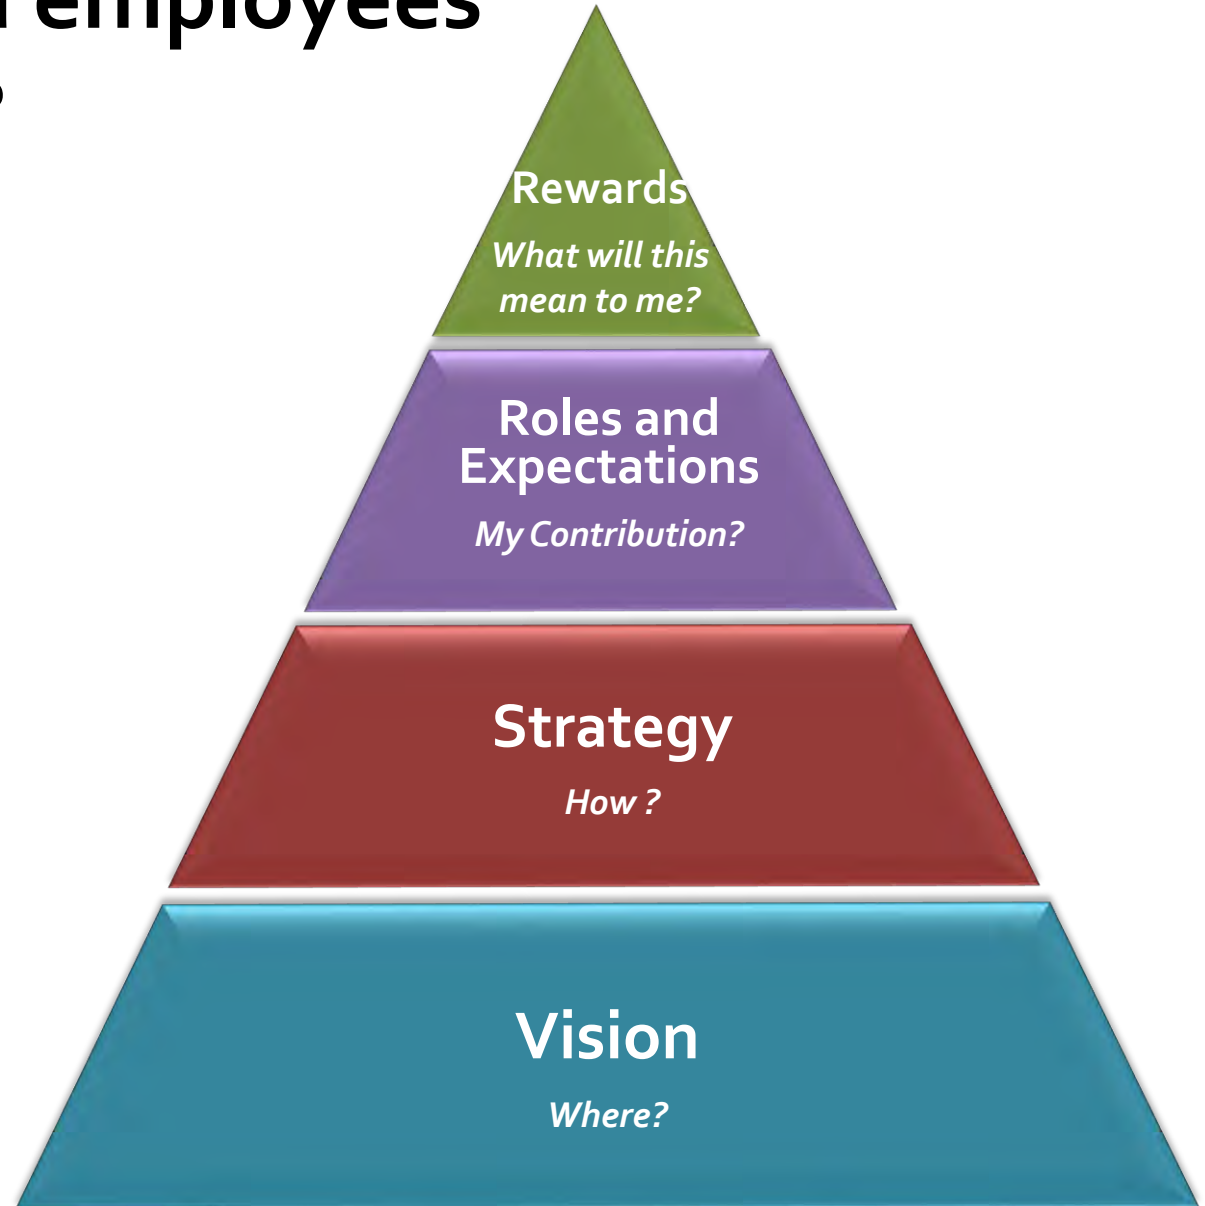 employees
Rewards
What will this
mean to me?
Roles and
Expectations
My Contribution?
Strategy
How ?
Vision
Where?